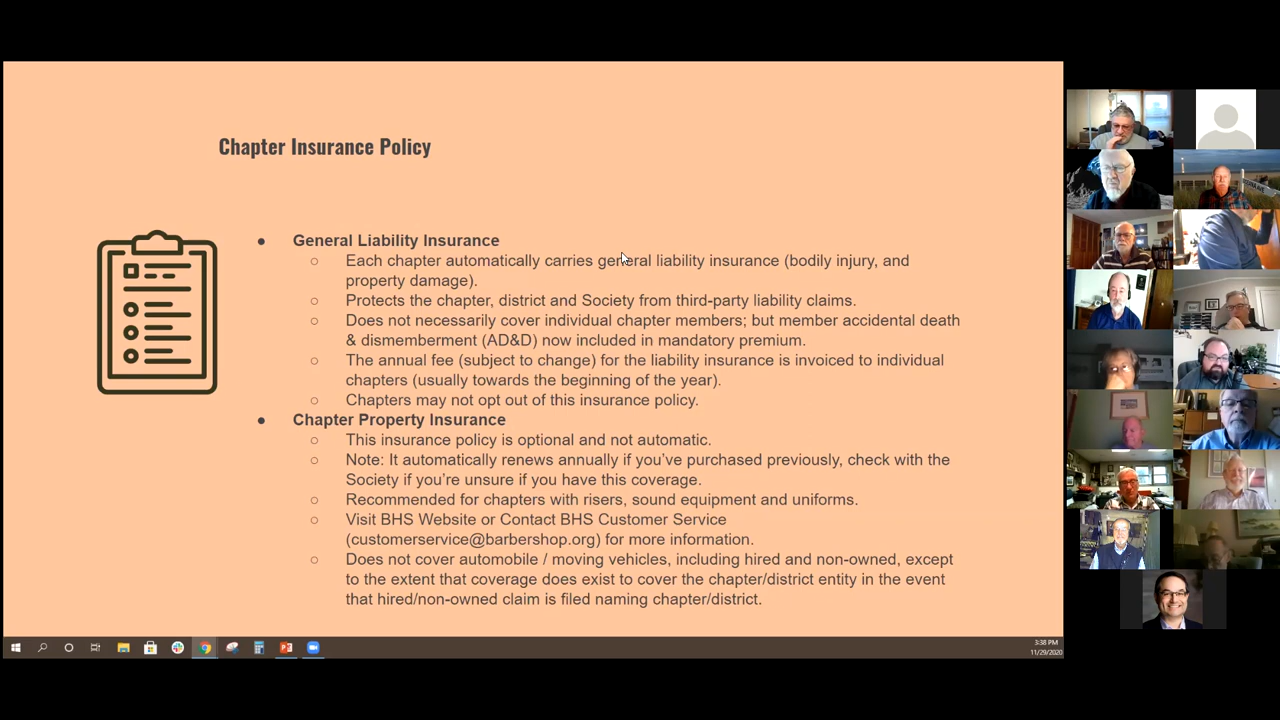 Chapter Insurance Policy
● General Liability Insurance
○ Each chapter automatically carries general liability insurance (bodily injury, and
property damage).
○ Protects the chapter, district and Society from third-party liability claims.
○ Does not necessarily cover individual chapter members; but member accidental death
& dismemberment (AD&D) now included in mandatory premium.
○ The annual fee (subject to change) for the liability insurance is invoiced to individual
chapters (usually towards the beginning of the year).
○ Chapters may not opt out of this insurance policy.
● Chapter Property Insurance
○ This insurance policy is optional and not automatic.
○ Note: It automatically renews annually if you’ve purchased previously, check with the
Society if you’re unsure if you have this coverage.
○ Recommended for chapters with risers, sound equipment and uniforms.
○ Visit BHS Website or Contact BHS Customer Service
(customerservice@barbershop.org) for more information.
○ Does not cover automobile / moving vehicles, including hired and non-owned, except
to the extent that coverage does exist to cover the chapter/district entity in the event
that hired/non-owned claim is filed naming chapter/district.
3:38 PM
11/29/2020